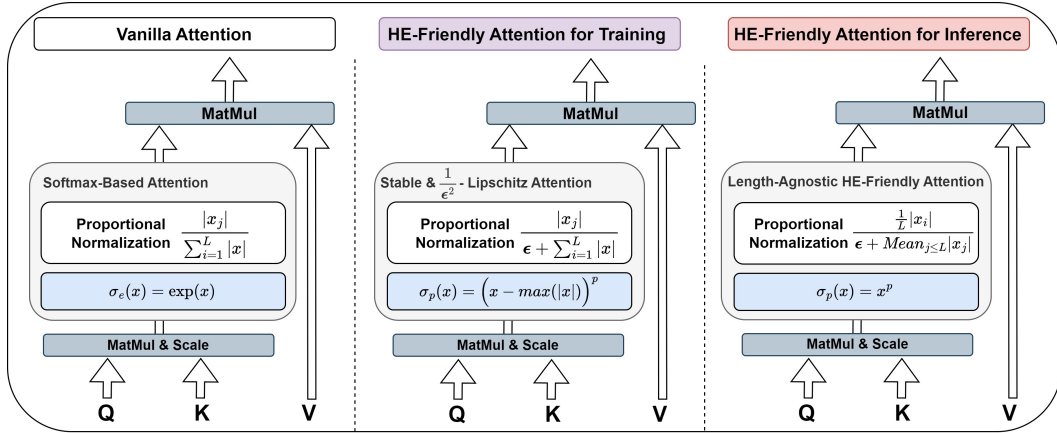 Vanilla Attention
MatMul
Softmax-Based Attention
Proportional
Normalization
|x_j| / ∑_{i=1}^{L} |x|
σ_e(x) = exp(x)
MatMul & Scale
Q K V
HE-Friendly Attention for Training
MatMul
Stable & 1/ϵ² - Lipschitz Attention
Proportional
Normalization
|x_j| / ϵ + ∑_{i=1}^{L} |x|
σ_p(x) = (x − max(|x|))^p
MatMul & Scale
Q K V
HE-Friendly Attention for Inference
MatMul
Length-Agnostic HE-Friendly Attention
Proportional
Normalization
1/L |x_i| / ϵ + Mean_{j≤L}|x_j|
σ_p(x) = x^p
MatMul & Scale
Q K V